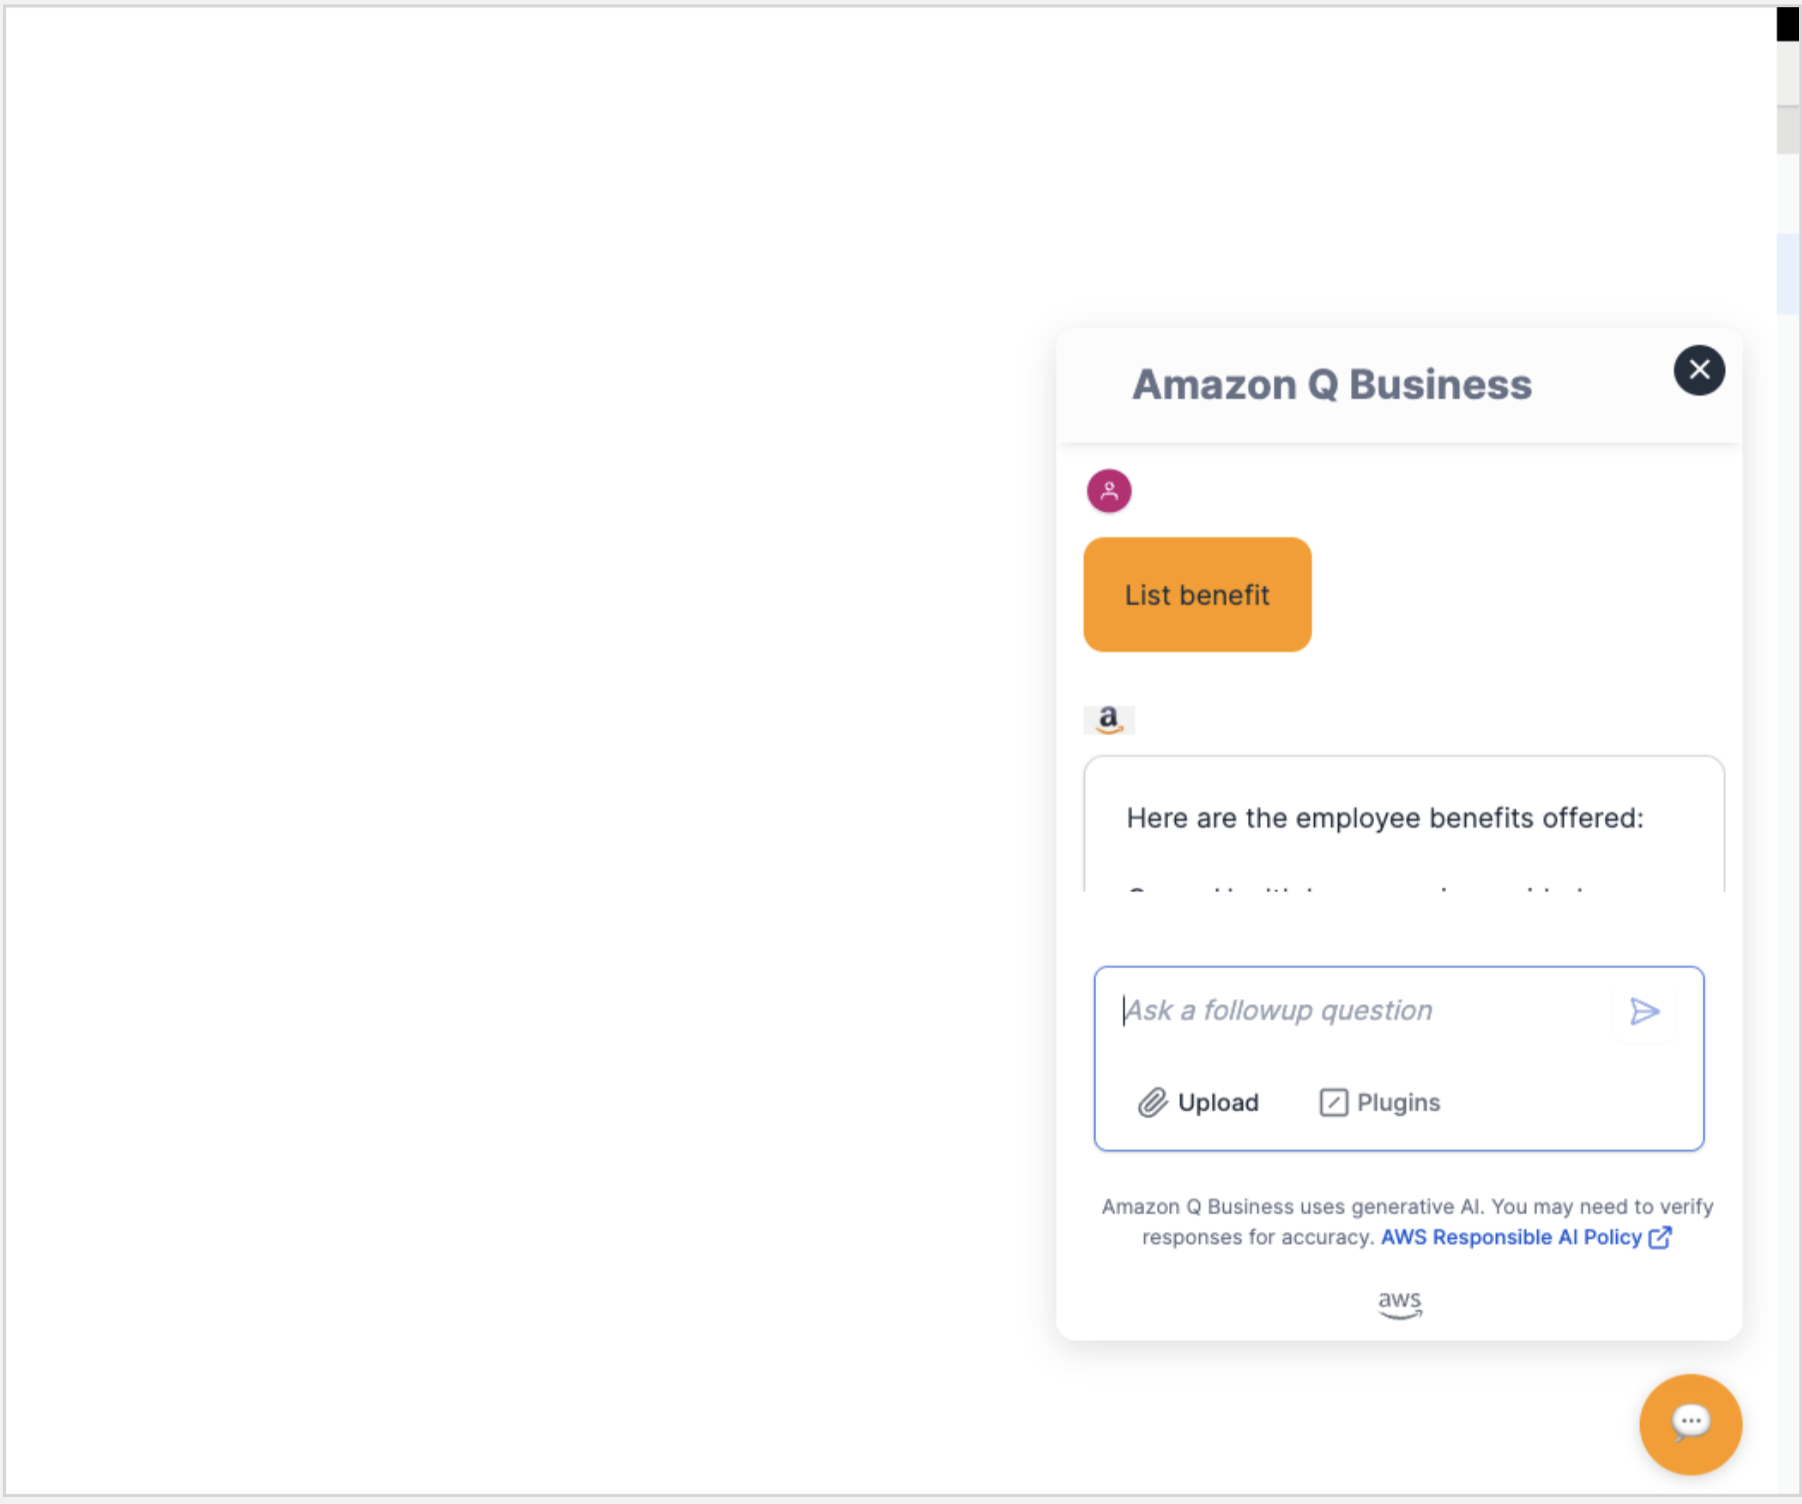 Amazon Q Business
List benefit
a
Here are the employee benefits offered:
Ask a followup question
Upload Plugins
Amazon Q Business uses generative AI. You may need to verify
responses for accuracy. AWS Responsible AI Policy
aws